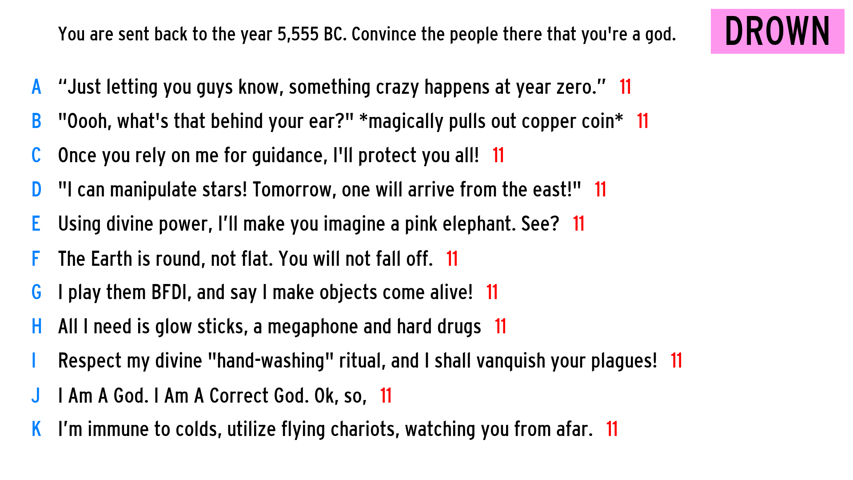 You are sent back to the year 5,555 BC. Convince the people there that you're a god.
DROWN
A “Just letting you guys know, something crazy happens at year zero.” 11
B "Oooh, what's that behind your ear?" *magically pulls out copper coin* 11
C Once you rely on me for guidance, I'll protect you all! 11
D "I can manipulate stars! Tomorrow, one will arrive from the east!" 11
E Using divine power, I’ll make you imagine a pink elephant. See? 11
F The Earth is round, not flat. You will not fall off. 11
G I play them BFDI, and say I make objects come alive! 11
H All I need is glow sticks, a megaphone and hard drugs 11
I Respect my divine "hand-washing" ritual, and I shall vanquish your plagues! 11
J I Am A God. I Am A Correct God. Ok, so, 11
K I’m immune to colds, utilize flying chariots, watching you from afar. 11